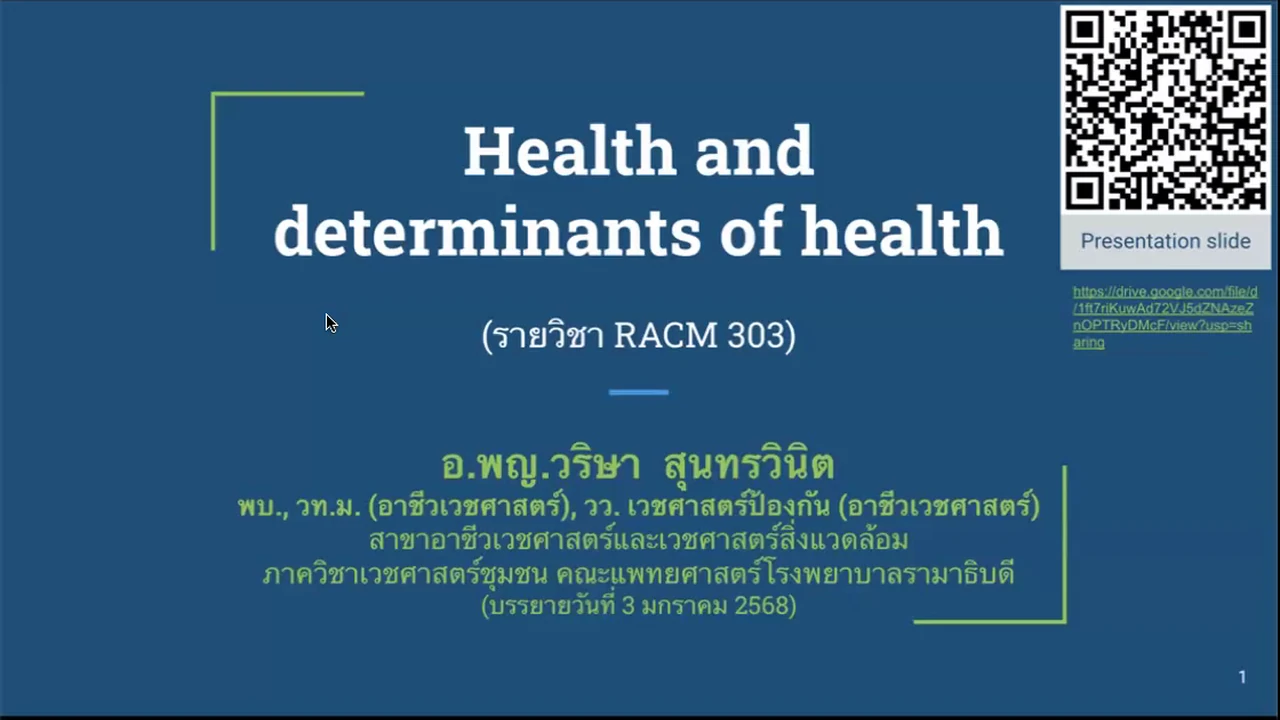 Health and
determinants of health
(รายวิชา RACM 303)
อ.พญ.วริษา สุนทรวินิต
พบ., วท.ม. (อาชีวเวชศาสตร์), วว. เวชศาสตร์ป้องกัน (อาชีวเวชศาสตร์)
สาขาอาชีวเวชศาสตร์และเวชศาสตร์สิ่งแวดล้อม
ภาควิชาเวชศาสตร์ชุมชน คณะแพทยศาสตร์โรงพยาบาลรามาธิบดี
(บรรยายวันที่ 3 มกราคม 2568)
Presentation slide
https://drive.google.com/file/d
/1ft7riKuwAd72VJ5dZNAzeZ
nOPTRyDMcF/view?usp=sh
aring
1